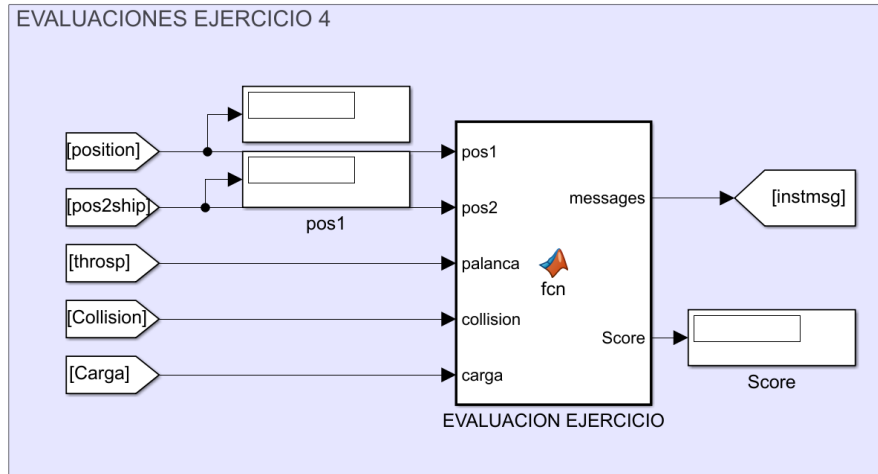 EVALUACIONES EJERCICIO 4
[position]
pos1
[pos2ship]
pos2
messages
[instmsg]
pos1
[throsp]
palanca
fcn
[Collision]
collision
Score
[Carga]
carga
Score
EVALUACION EJERCICIO